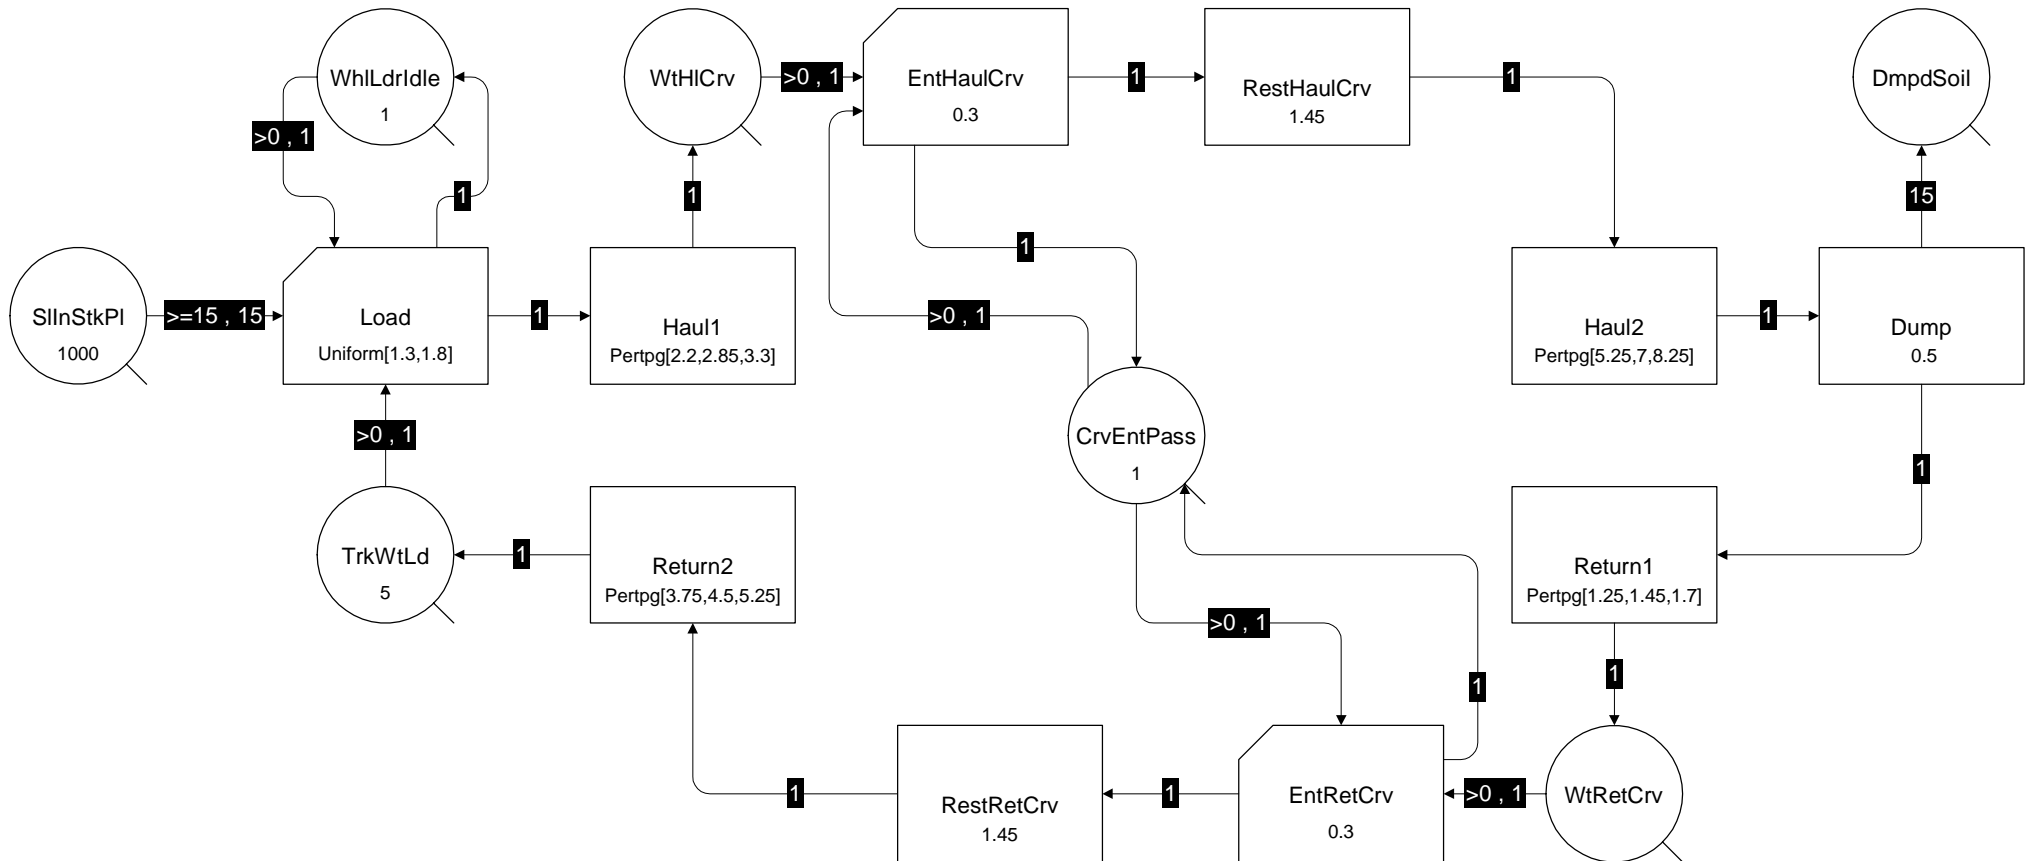 WhlLdrIdle
1
>0 , 1
1
WtHlCrv
>0 , 1
1
EntHaulCrv
0.3
1
RestHaulCrv
1.45
1
DmpdSoil
15
SlInStkPl
1000
>=15 , 15
Load
Uniform[1.3,1.8]
1
Haul1
Pertpg[2.2,2.85,3.3]
1
>0 , 1
Haul2
Pertpg[5.25,7,8.25]
1
Dump
0.5
>0 , 1
CrvEntPass
1
1
TrkWtLd
5
1
Return2
Pertpg[3.75,4.5,5.25]
Return1
Pertpg[1.25,1.45,1.7]
>0 , 1
1
1
1
RestRetCrv
1.45
1
EntRetCrv
0.3
>0 , 1
WtRetCrv